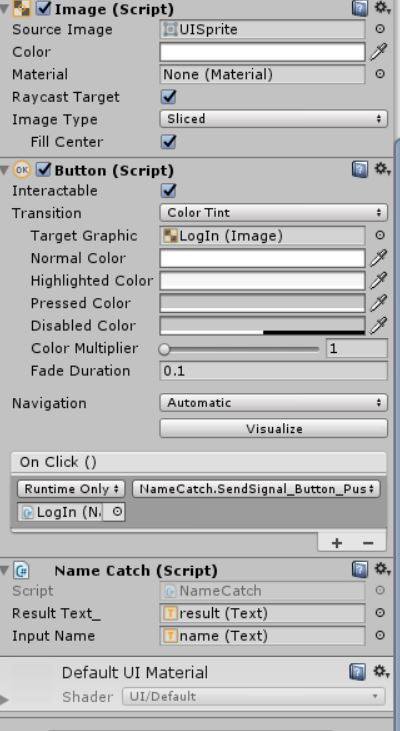 Image (Script)
Source Image UISprite
Color
Material None (Material)
Raycast Target
Image Type Sliced
Fill Center
OK Button (Script)
Interactable
Transition Color Tint
Target Graphic LogIn (Image)
Normal Color
Highlighted Color
Pressed Color
Disabled Color
Color Multiplier 1
Fade Duration 0.1
Navigation Automatic
Visualize
On Click ()
Runtime Only NameCatch.SendSignal_Button_Pus
LogIn (N.
+ −
C# Name Catch (Script)
Script NameCatch
Result Text_ T result (Text)
Input Name T name (Text)
Default UI Material
Shader UI/Default